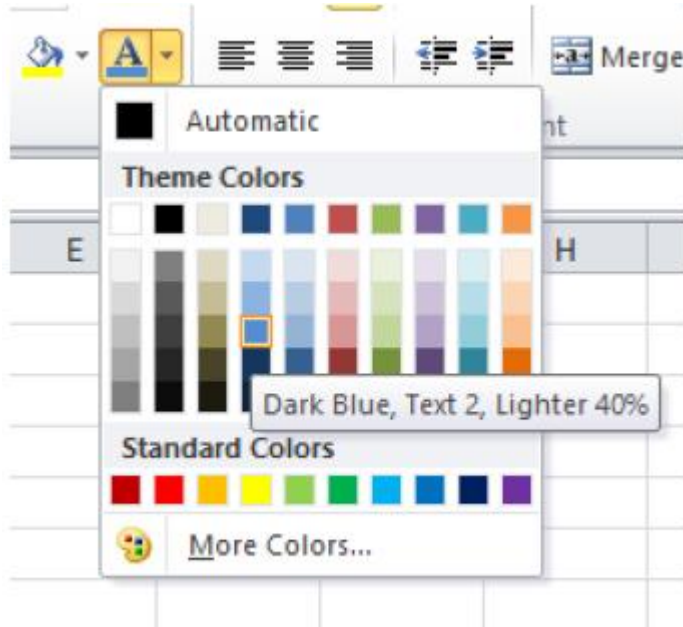 A
a Merge
Automatic
nt
Theme Colors
E
H
Dark Blue, Text 2, Lighter 40%
Standard Colors
More Colors...